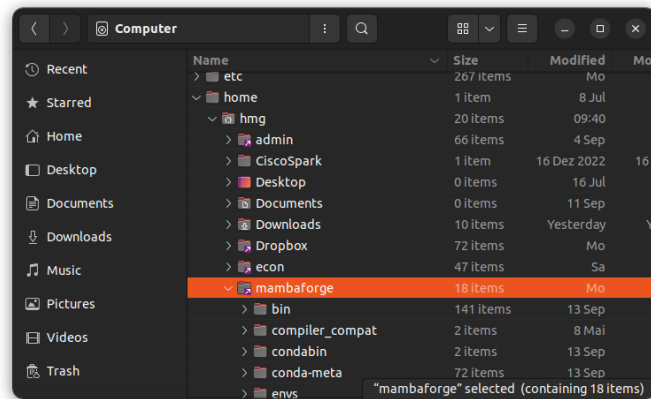 Computer
Name Size Modified Mo
Recent
Starred
Home
Desktop
Documents
Downloads
Music
Pictures
Videos
Trash
etc 267 items Mo
home 1 item 8 Jul
hmg 20 items 09:40
admin 66 items 4 Sep
CiscoSpark 1 item 16 Dez 2022 16
Desktop 0 items 16 Jul
Documents 0 items 11 Sep
Downloads 10 items Yesterday Y
Dropbox 72 items Mo
econ 47 items Sa
mambaforge 18 items Mo
bin 141 items 13 Sep
compiler_compat 2 items 8 Mai
condabin 2 items 13 Sep
conda-meta 72 items 13 Sep
envs
“mambaforge” selected (containing 18 items)